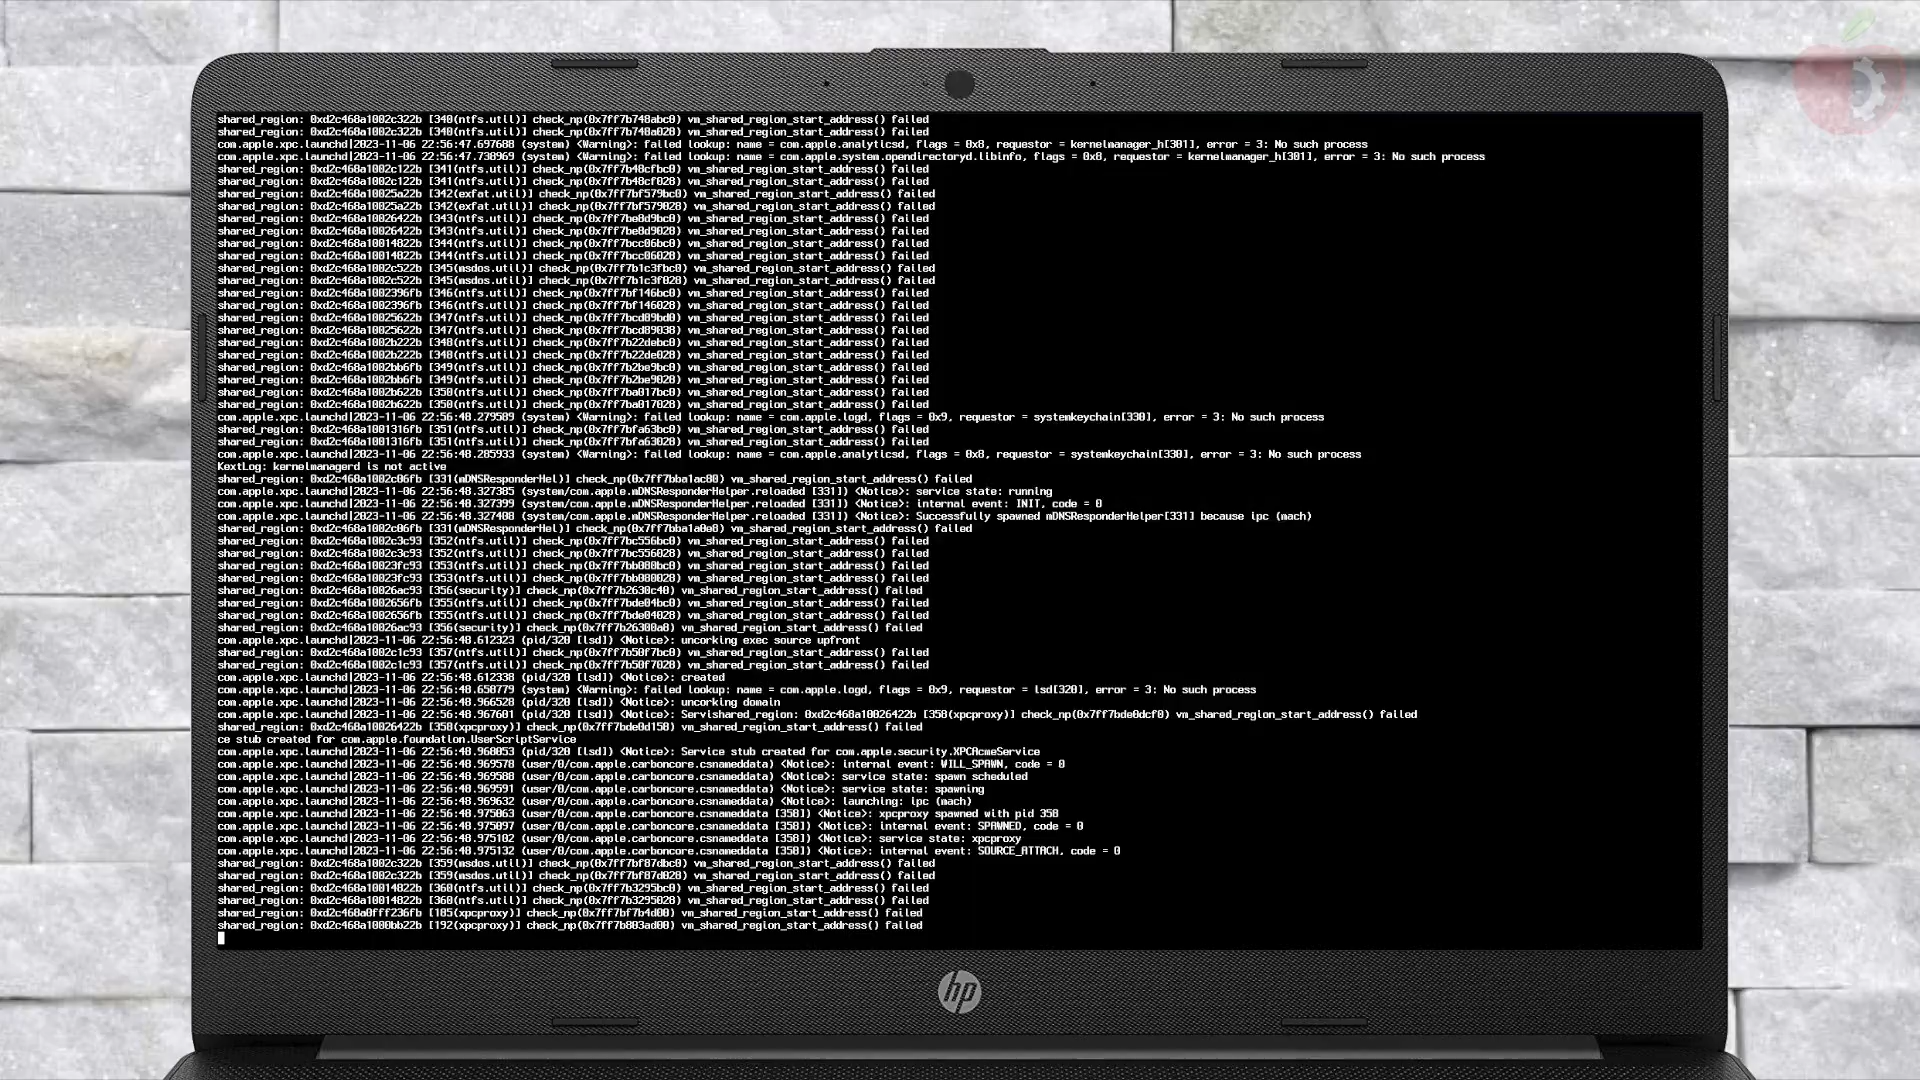 shared_region: 0xd2c468a1002c322b [340(ntfs.util)] check_np(0x7ff7b748abc0) vm_shared_region_start_address() failed
shared_region: 0xd2c468a1002c322b [340(ntfs.util)] check_np(0x7ff7b748a028) vm_shared_region_start_address() failed
com.apple.xpc.launchd|2023-11-06 22:56:47.697688 (system) <Warning>: failed lookup: name = com.apple.analyticsd, flags = 0x8, requestor = kernelmanager_h[301], error = 3: No such process
com.apple.xpc.launchd|2023-11-06 22:56:47.738969 (system) <Warning>: failed lookup: name = com.apple.system.opendirectoryd.libinfo, flags = 0x8, requestor = kernelmanager_h[301], error = 3: No such process
shared_region: 0xd2c468a1002c122b [341(ntfs.util)] check_np(0x7ff7b48cfbc0) vm_shared_region_start_address() failed
shared_region: 0xd2c468a1002c122b [341(ntfs.util)] check_np(0x7ff7b48cf028) vm_shared_region_start_address() failed
shared_region: 0xd2c468a10025a22b [342(exfat.util)] check_np(0x7ff7bf579bc0) vm_shared_region_start_address() failed
shared_region: 0xd2c468a10025a22b [342(exfat.util)] check_np(0x7ff7bf579028) vm_shared_region_start_address() failed
shared_region: 0xd2c468a10026422b [343(ntfs.util)] check_np(0x7ff7be8d9bc0) vm_shared_region_start_address() failed
shared_region: 0xd2c468a10026422b [343(ntfs.util)] check_np(0x7ff7be8d9028) vm_shared_region_start_address() failed
shared_region: 0xd2c468a10014822b [344(ntfs.util)] check_np(0x7ff7bcc06bc0) vm_shared_region_start_address() failed
shared_region: 0xd2c468a10014822b [344(ntfs.util)] check_np(0x7ff7bcc06028) vm_shared_region_start_address() failed
shared_region: 0xd2c468a1002c522b [345(msdos.util)] check_np(0x7ff7b1c3fbc0) vm_shared_region_start_address() failed
shared_region: 0xd2c468a1002c522b [345(msdos.util)] check_np(0x7ff7b1c3f028) vm_shared_region_start_address() failed
shared_region: 0xd2c468a1002396fb [346(ntfs.util)] check_np(0x7ff7bf146bc0) vm_shared_region_start_address() failed
shared_region: 0xd2c468a1002396fb [346(ntfs.util)] check_np(0x7ff7bf146028) vm_shared_region_start_address() failed
shared_region: 0xd2c468a10025622b [347(ntfs.util)] check_np(0x7ff7bcd89bd0) vm_shared_region_start_address() failed
shared_region: 0xd2c468a10025622b [347(ntfs.util)] check_np(0x7ff7bcd89038) vm_shared_region_start_address() failed
shared_region: 0xd2c468a1002b222b [348(ntfs.util)] check_np(0x7ff7b22debc0) vm_shared_region_start_address() failed
shared_region: 0xd2c468a1002b222b [348(ntfs.util)] check_np(0x7ff7b22de028) vm_shared_region_start_address() failed
shared_region: 0xd2c468a1002bb6fb [349(ntfs.util)] check_np(0x7ff7b2be9bc0) vm_shared_region_start_address() failed
shared_region: 0xd2c468a1002bb6fb [349(ntfs.util)] check_np(0x7ff7b2be9028) vm_shared_region_start_address() failed
shared_region: 0xd2c468a1002b622b [350(ntfs.util)] check_np(0x7ff7ba017bc0) vm_shared_region_start_address() failed
shared_region: 0xd2c468a1002b622b [350(ntfs.util)] check_np(0x7ff7ba017028) vm_shared_region_start_address() failed
com.apple.xpc.launchd|2023-11-06 22:56:48.279589 (system) <Warning>: failed lookup: name = com.apple.logd, flags = 0x9, requestor = systemkeychain[330], error = 3: No such process
shared_region: 0xd2c468a1001316fb [351(ntfs.util)] check_np(0x7ff7bfa63bc0) vm_shared_region_start_address() failed
shared_region: 0xd2c468a1001316fb [351(ntfs.util)] check_np(0x7ff7bfa63028) vm_shared_region_start_address() failed
com.apple.xpc.launchd|2023-11-06 22:56:48.285933 (system) <Warning>: failed lookup: name = com.apple.analyticsd, flags = 0x8, requestor = systemkeychain[330], error = 3: No such process
KextLog: kernelmanagerd is not active
shared_region: 0xd2c468a1002c06fb [331(mDNSResponderHel)] check_np(0x7ff7bba1ac80) vm_shared_region_start_address() failed
com.apple.xpc.launchd|2023-11-06 22:56:48.327385 (system/com.apple.mDNSResponderHelper.reloaded [331]) <Notice>: service state: running
com.apple.xpc.launchd|2023-11-06 22:56:48.327399 (system/com.apple.mDNSResponderHelper.reloaded [331]) <Notice>: internal event: INIT, code = 0
com.apple.xpc.launchd|2023-11-06 22:56:48.327408 (system/com.apple.mDNSResponderHelper.reloaded [331]) <Notice>: Successfully spawned mDNSResponderHelper[331] because ipc (mach)
shared_region: 0xd2c468a1002c06fb [331(mDNSResponderHel)] check_np(0x7ff7bba1a0e8) vm_shared_region_start_address() failed
shared_region: 0xd2c468a1002c3c93 [352(ntfs.util)] check_np(0x7ff7bc556bc0) vm_shared_region_start_address() failed
shared_region: 0xd2c468a1002c3c93 [352(ntfs.util)] check_np(0x7ff7bc556028) vm_shared_region_start_address() failed
shared_region: 0xd2c468a10023fc93 [353(ntfs.util)] check_np(0x7ff7bb080bc0) vm_shared_region_start_address() failed
shared_region: 0xd2c468a10023fc93 [353(ntfs.util)] check_np(0x7ff7bb080028) vm_shared_region_start_address() failed
shared_region: 0xd2c468a10026ac93 [356(security)] check_np(0x7ff7b2630c40) vm_shared_region_start_address() failed
shared_region: 0xd2c468a1002656fb [355(ntfs.util)] check_np(0x7ff7bde04bc0) vm_shared_region_start_address() failed
shared_region: 0xd2c468a1002656fb [355(ntfs.util)] check_np(0x7ff7bde04028) vm_shared_region_start_address() failed
shared_region: 0xd2c468a10026ac93 [356(security)] check_np(0x7ff7b26300a8) vm_shared_region_start_address() failed
com.apple.xpc.launchd|2023-11-06 22:56:48.612323 (pid/320 [lsd]) <Notice>: uncorking exec source upfront
shared_region: 0xd2c468a1002c1c93 [357(ntfs.util)] check_np(0x7ff7b50f7bc0) vm_shared_region_start_address() failed
shared_region: 0xd2c468a1002c1c93 [357(ntfs.util)] check_np(0x7ff7b50f7028) vm_shared_region_start_address() failed
com.apple.xpc.launchd|2023-11-06 22:56:48.612338 (pid/320 [lsd]) <Notice>: created
com.apple.xpc.launchd|2023-11-06 22:56:48.658779 (system) <Warning>: failed lookup: name = com.apple.logd, flags = 0x9, requestor = lsd[320], error = 3: No such process
com.apple.xpc.launchd|2023-11-06 22:56:48.966528 (pid/320 [lsd]) <Notice>: uncorking domain
com.apple.xpc.launchd|2023-11-06 22:56:48.967601 (pid/320 [lsd]) <Notice>: Servishared_region: 0xd2c468a10026422b [358(xpcproxy)] check_np(0x7ff7bde0dcf0) vm_shared_region_start_address() failed
shared_region: 0xd2c468a10026422b [358(xpcproxy)] check_np(0x7ff7bde0d158) vm_shared_region_start_address() failed
ce stub created for com.apple.foundation.UserScriptService
com.apple.xpc.launchd|2023-11-06 22:56:48.968053 (pid/320 [lsd]) <Notice>: Service stub created for com.apple.security.XPCAcmeService
com.apple.xpc.launchd|2023-11-06 22:56:48.969578 (user/0/com.apple.carboncore.csnameddata) <Notice>: internal event: WILL_SPAWN, code = 0
com.apple.xpc.launchd|2023-11-06 22:56:48.969588 (user/0/com.apple.carboncore.csnameddata) <Notice>: service state: spawn scheduled
com.apple.xpc.launchd|2023-11-06 22:56:48.969591 (user/0/com.apple.carboncore.csnameddata) <Notice>: service state: spawning
com.apple.xpc.launchd|2023-11-06 22:56:48.969632 (user/0/com.apple.carboncore.csnameddata) <Notice>: launching: ipc (mach)
com.apple.xpc.launchd|2023-11-06 22:56:48.975063 (user/0/com.apple.carboncore.csnameddata [358]) <Notice>: xpcproxy spawned with pid 358
com.apple.xpc.launchd|2023-11-06 22:56:48.975097 (user/0/com.apple.carboncore.csnameddata [358]) <Notice>: internal event: SPAWNED, code = 0
com.apple.xpc.launchd|2023-11-06 22:56:48.975102 (user/0/com.apple.carboncore.csnameddata [358]) <Notice>: service state: xpcproxy
com.apple.xpc.launchd|2023-11-06 22:56:48.975132 (user/0/com.apple.carboncore.csnameddata [358]) <Notice>: internal event: SOURCE_ATTACH, code = 0
shared_region: 0xd2c468a1002c322b [359(msdos.util)] check_np(0x7ff7bf87dbc0) vm_shared_region_start_address() failed
shared_region: 0xd2c468a1002c322b [359(msdos.util)] check_np(0x7ff7bf87d028) vm_shared_region_start_address() failed
shared_region: 0xd2c468a10014822b [360(ntfs.util)] check_np(0x7ff7b3295bc0) vm_shared_region_start_address() failed
shared_region: 0xd2c468a10014822b [360(ntfs.util)] check_np(0x7ff7b3295028) vm_shared_region_start_address() failed
shared_region: 0xd2c468a0fff236fb [185(xpcproxy)] check_np(0x7ff7bf7b4d00) vm_shared_region_start_address() failed
shared_region: 0xd2c468a1000bb22b [192(xpcproxy)] check_np(0x7ff7b803ad00) vm_shared_region_start_address() failed
hp